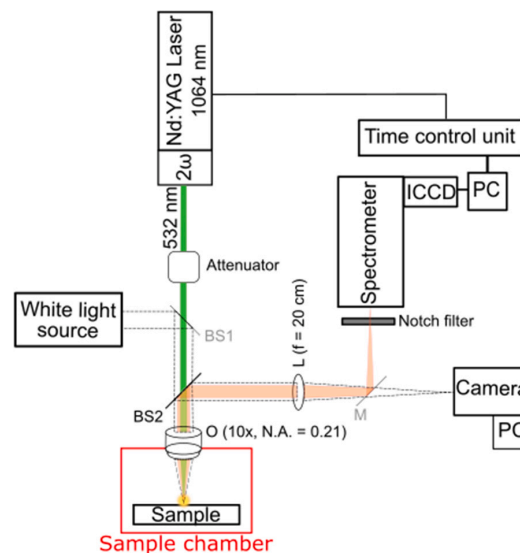 Nd:YAG Laser
1064 nm
2ω
532 nm
Time control unit
ICCD
PC
Spectrometer
Attenuator
White light
source
BS1
Notch filter
L (f = 20 cm)
BS2
M
Camera
PC
O (10x, N.A. = 0.21)
Sample
Sample chamber